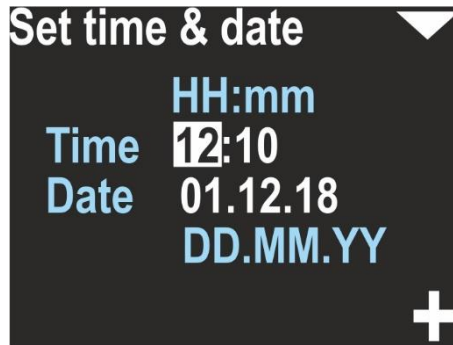 Set time & date
HH:mm
Time 12:10
Date 01.12.18
DD.MM.YY
+